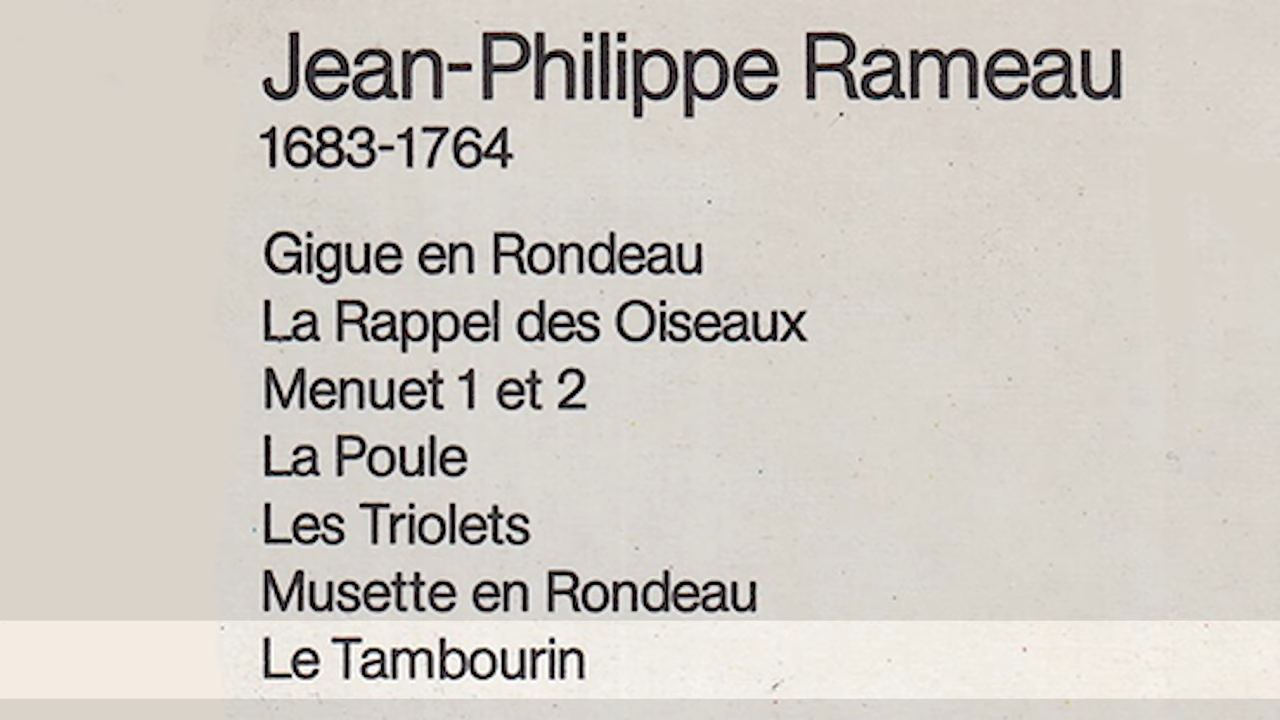 Jean-Philippe Rameau
1683-1764
Gigue en Rondeau
La Rappel des Oiseaux
Menuet 1 et 2
La Poule
Les Triolets
Musette en Rondeau
Le Tambourin